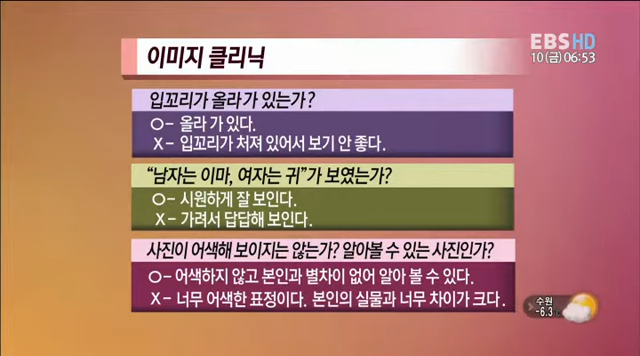 EBS HD
10(금)06:53
이미지 클리닉
입꼬리가 올라가 있는가?
O- 올라가 있다.
X- 입꼬리가 처져 있어서 보기 안 좋다.
“남자는 이마, 여자는 귀”가 보였는가?
O- 시원하게 잘 보인다.
X- 가려서 답답해 보인다.
사진이 어색해 보이지는 않는가? 알아볼 수 있는 사진인가?
O- 어색하지 않고 본인과 별차이 없어 알아 볼 수 있다.
X- 너무 어색한 표정이다. 본인의 실물과 너무 차이가 크다.
수원
-6.3